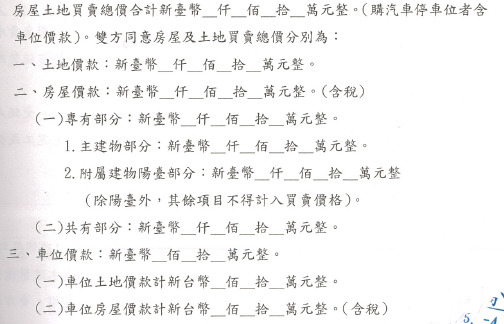 房屋土地買賣總價合計新臺幣__仟__佰__拾__萬元整。(購汽車停車位者含
車位價款)。雙方同意房屋及土地買賣總價分別為：
一、土地價款：新臺幣__仟__佰__拾__萬元整。
二、房屋價款：新臺幣__仟__佰__拾__萬元整。(含稅)
(一)專有部分：新臺幣__仟__佰__拾__萬元整。
1.主建物部分：新臺幣__仟__佰__拾__萬元整。
2.附屬建物陽臺部分：新臺幣__仟__佰__拾__萬元整
(除陽臺外，其餘項目不得計入買賣價格)。
(二)共有部分：新臺幣__仟__佰__拾__萬元整。
三、車位價款：新臺幣__佰__拾__萬元整。
(一)車位土地價款計新台幣__佰__拾__萬元整。
(二)車位房屋價款計新台幣__佰__拾__萬元整。(含稅)